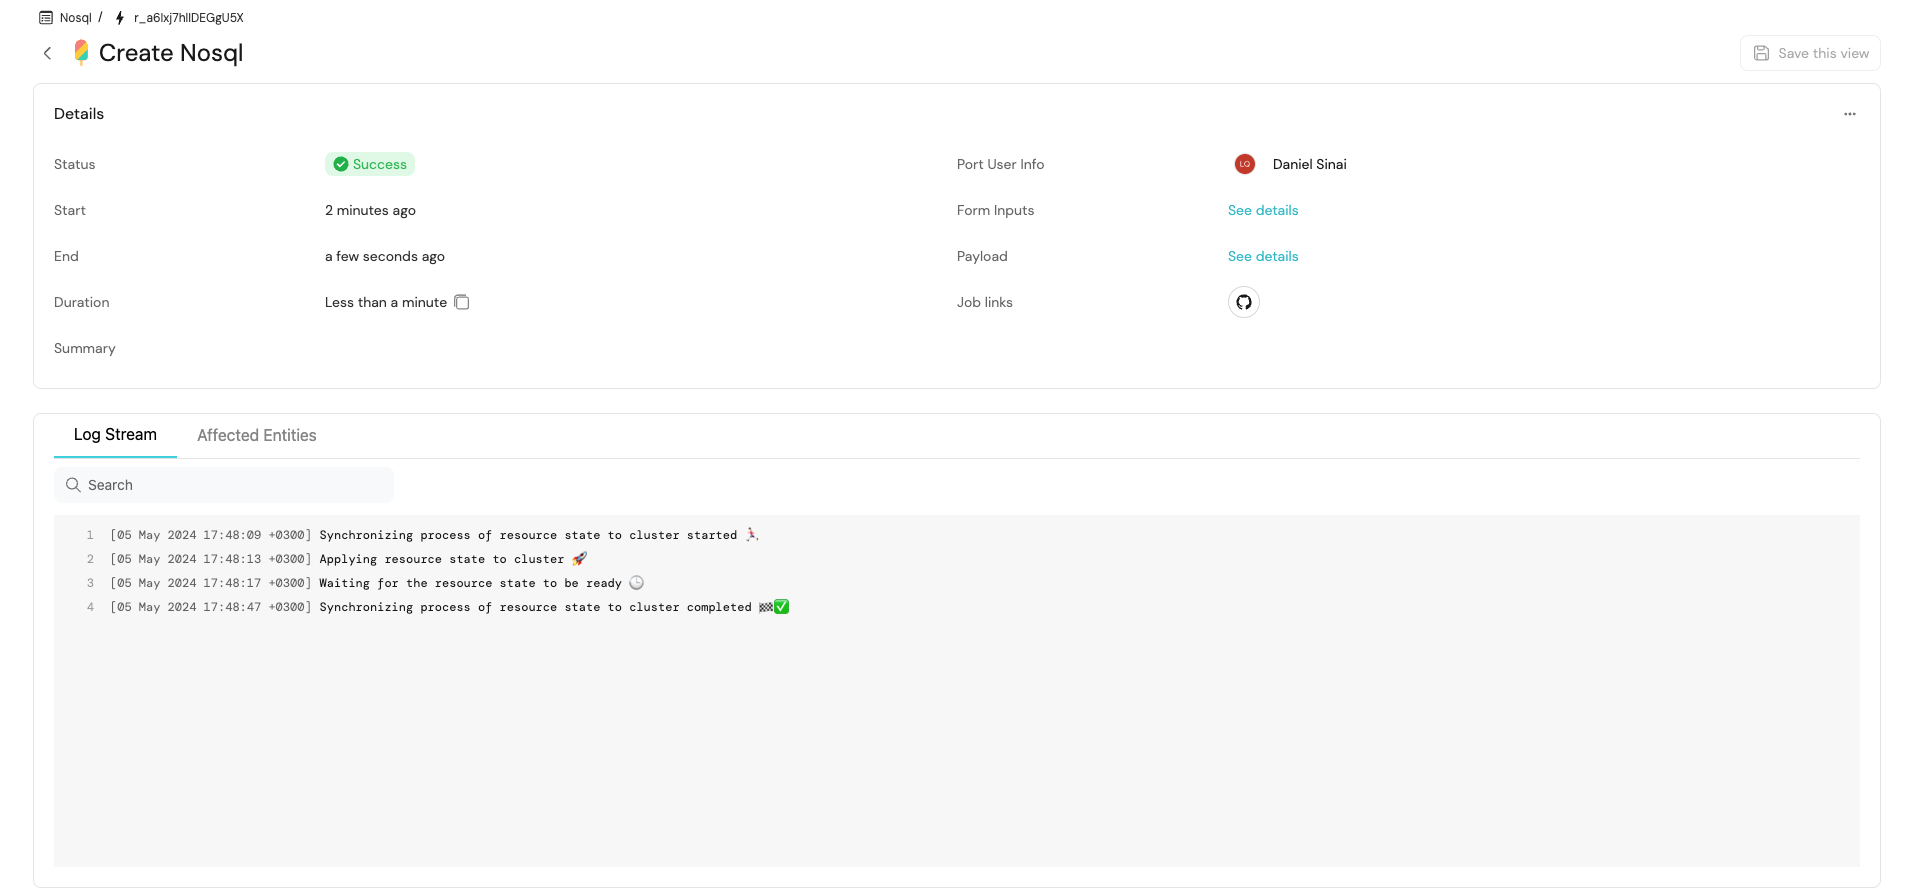 Nosql / r_a6lxj7hIIDEGgU5X
Create Nosql
Save this view
Details
Status
Success
Port User Info
LQ
Daniel Sinai
Start
2 minutes ago
Form Inputs
See details
End
a few seconds ago
Payload
See details
Duration
Less than a minute
Job links
Summary
Log Stream
Affected Entities
Search
1 [05 May 2024 17:48:09 +0300] Synchronizing process of resource state to cluster started
2 [05 May 2024 17:48:13 +0300] Applying resource state to cluster 🚀
3 [05 May 2024 17:48:17 +0300] Waiting for the resource state to be ready 🕒
4 [05 May 2024 17:48:47 +0300] Synchronizing process of resource state to cluster completed 🏁✅